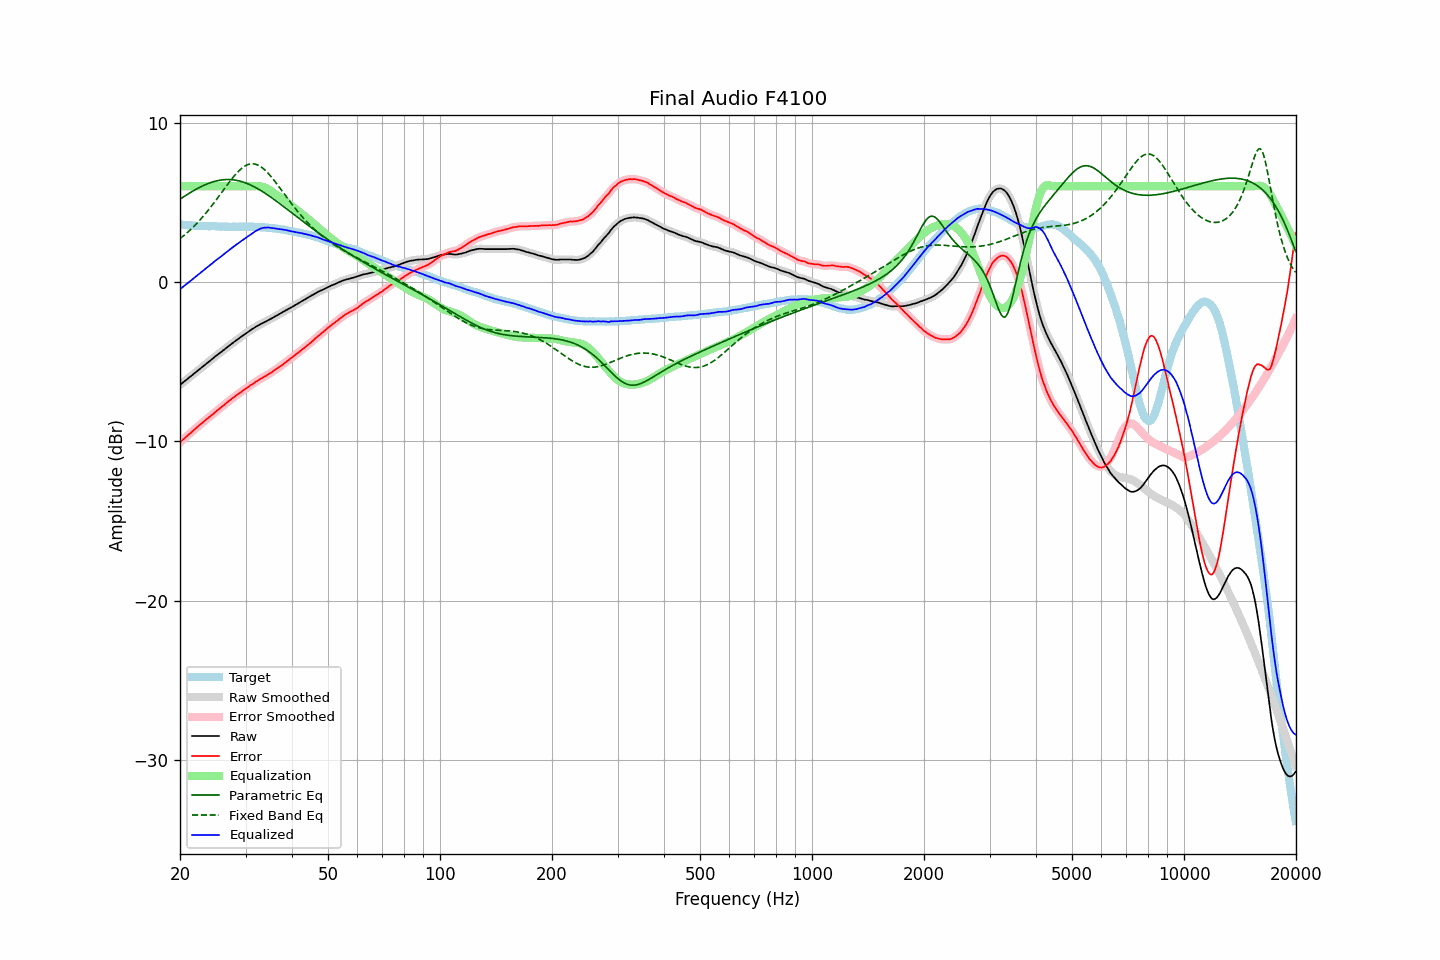 Final Audio F4100
Amplitude (dBr)
10
0
−10
−20
−30
Target
Raw Smoothed
Error Smoothed
Raw
Error
Equalization
Parametric Eq
Fixed Band Eq
Equalized
20 50 100 200 500 1000 2000 5000 10000 20000
Frequency (Hz)